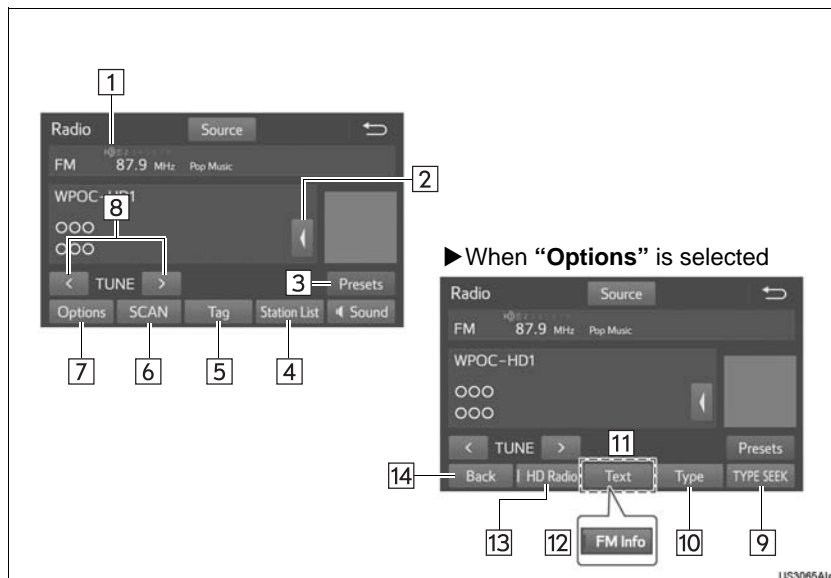 1
Radio
Source
FM 87.9 MHz Pop Music
2
WPOC-HD1
8
OOO
OOO
< TUNE >
3
Presets
Options SCAN Tag Station List Sound
7 6 5 4
▶When "Options" is selected
Radio Source
FM 87.9 MHz Pop Music
WPOC-HD1
OOO
OOO
11
< TUNE > Presets
14
Back HD Radio Text Type TYPE SEEK
13 12 FM Info 10 9